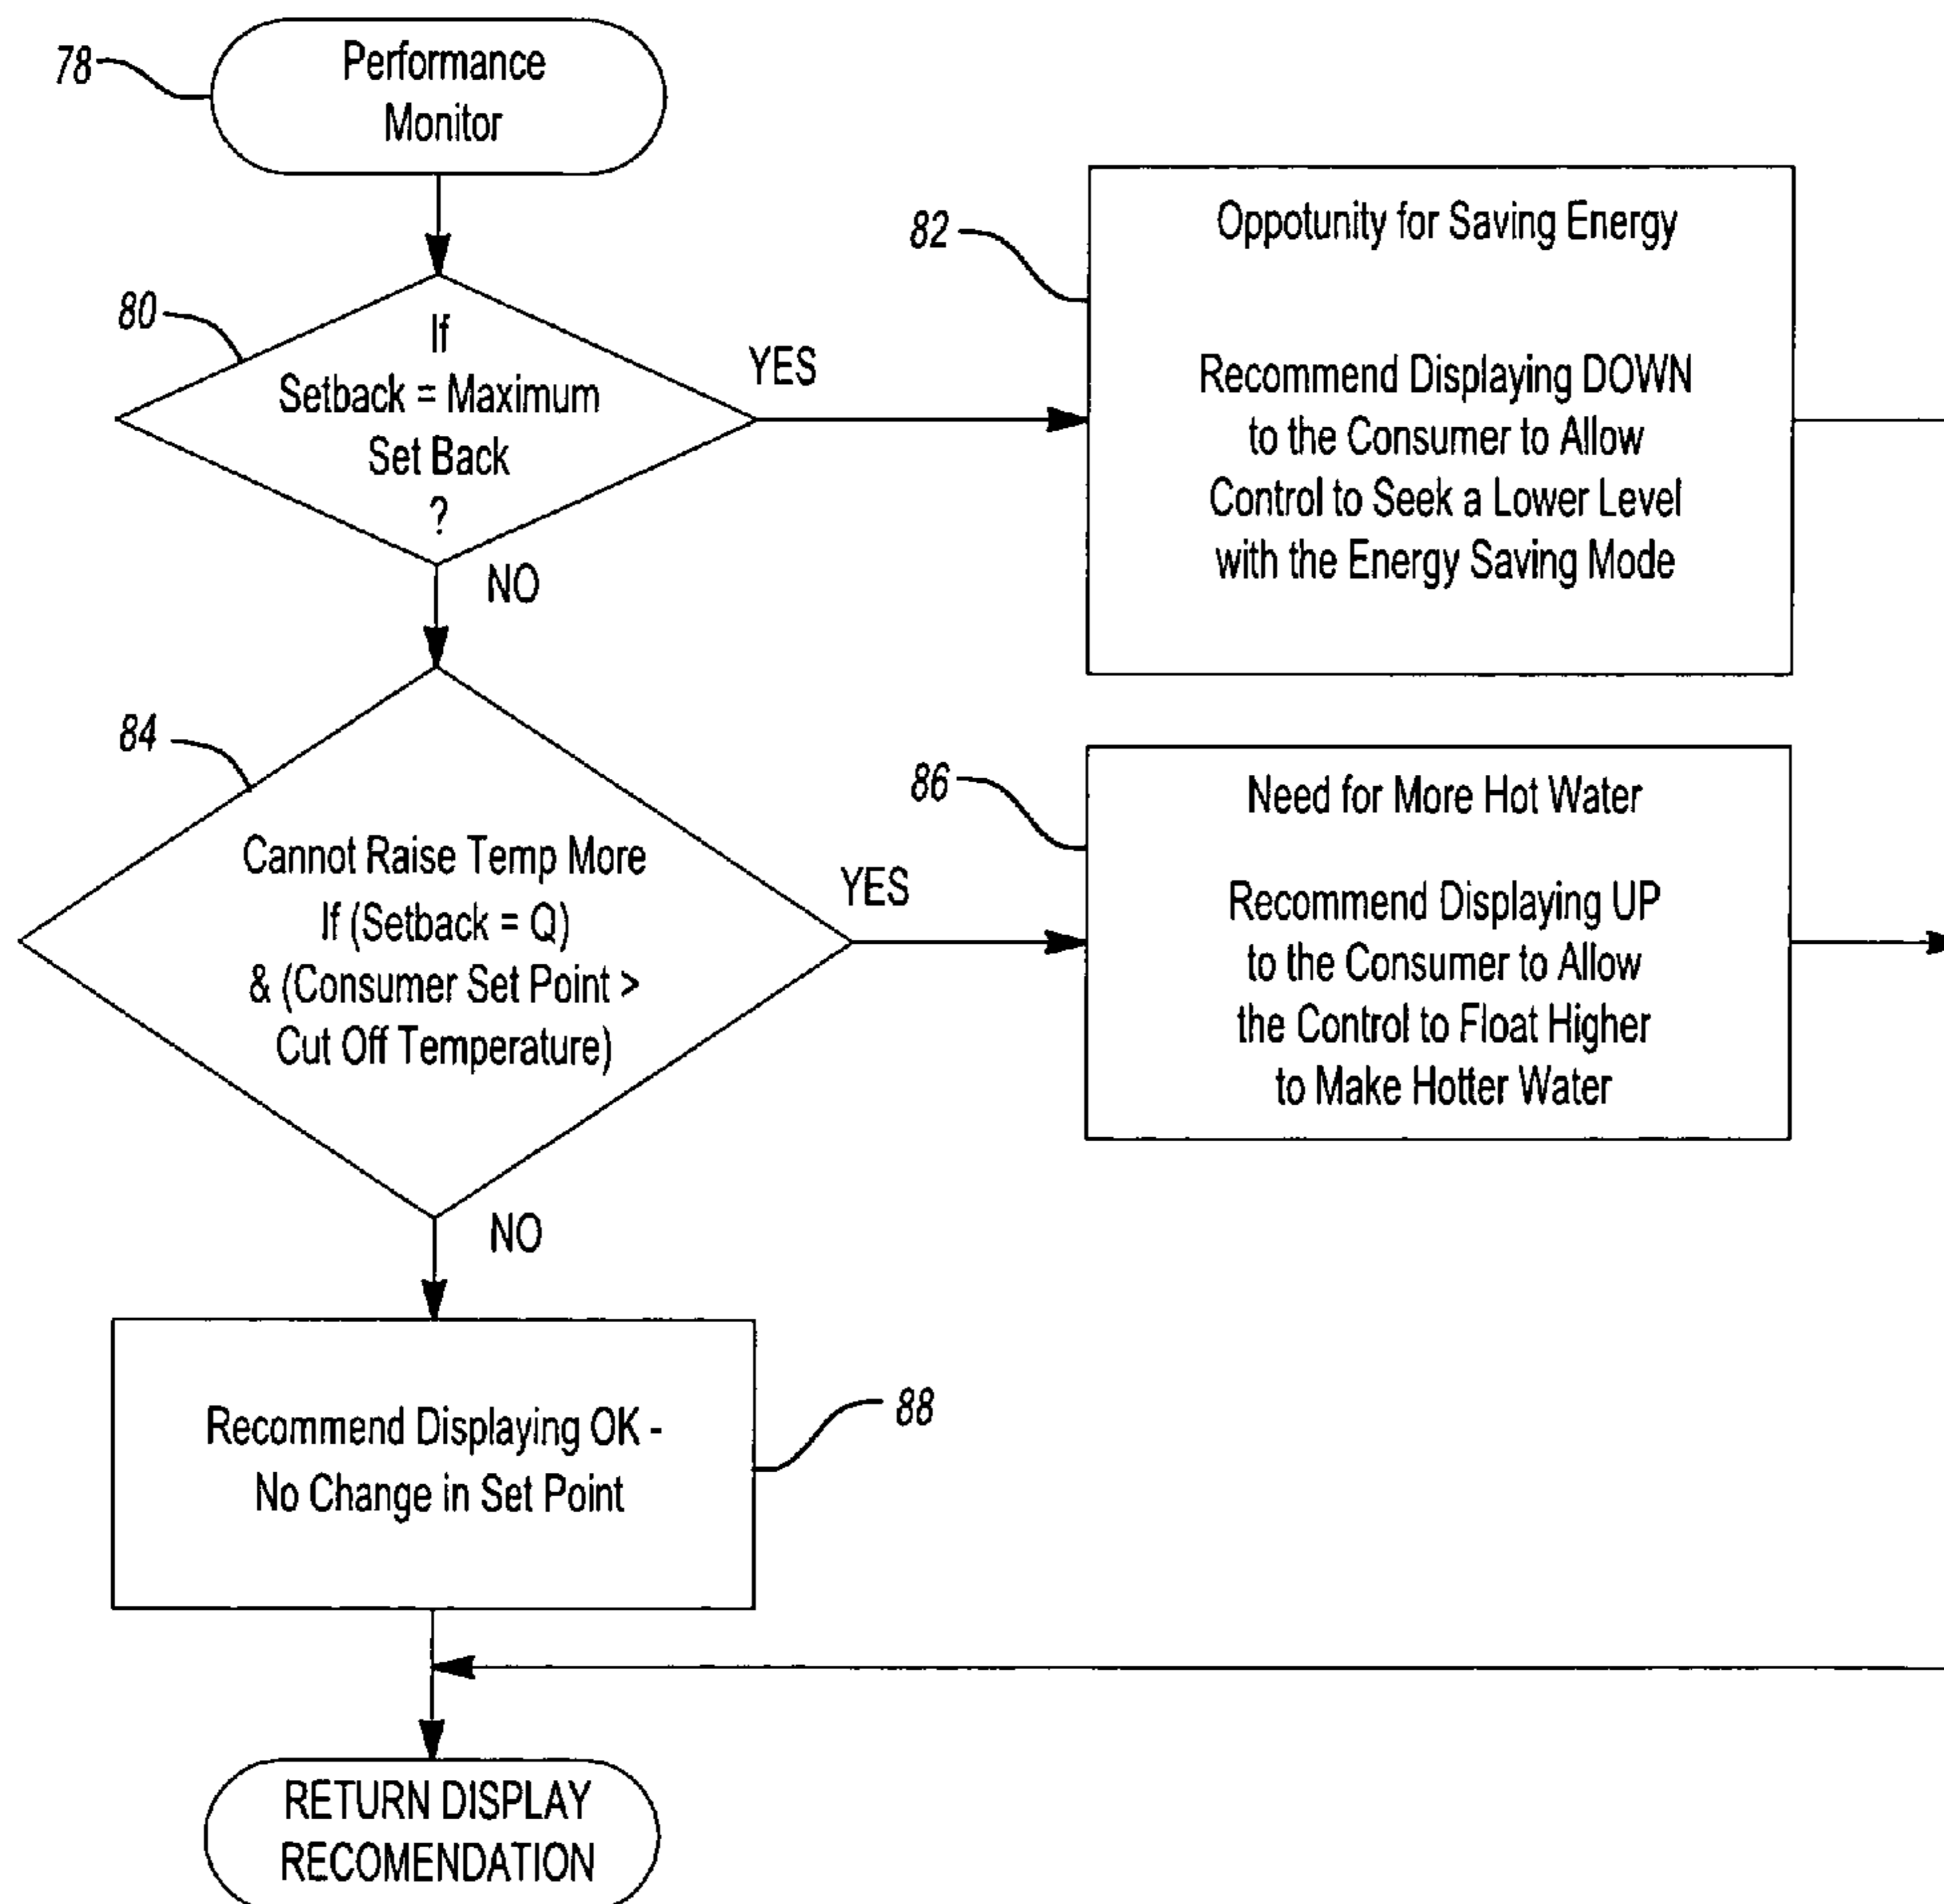 78
Performance
Monitor
80
If
Setback = Maximum
Set Back
?
YES
NO
82
Oppotunity for Saving Energy
Recommend Displaying DOWN
to the Consumer to Allow
Control to Seek a Lower Level
with the Energy Saving Mode
84
Cannot Raise Temp More
If (Setback = Q)
& (Consumer Set Point >
Cut Off Temperature)
YES
NO
86
Need for More Hot Water
Recommend Displaying UP
to the Consumer to Allow
the Control to Float Higher
to Make Hotter Water
88
Recommend Displaying OK -
No Change in Set Point
RETURN DISPLAY
RECOMENDATION